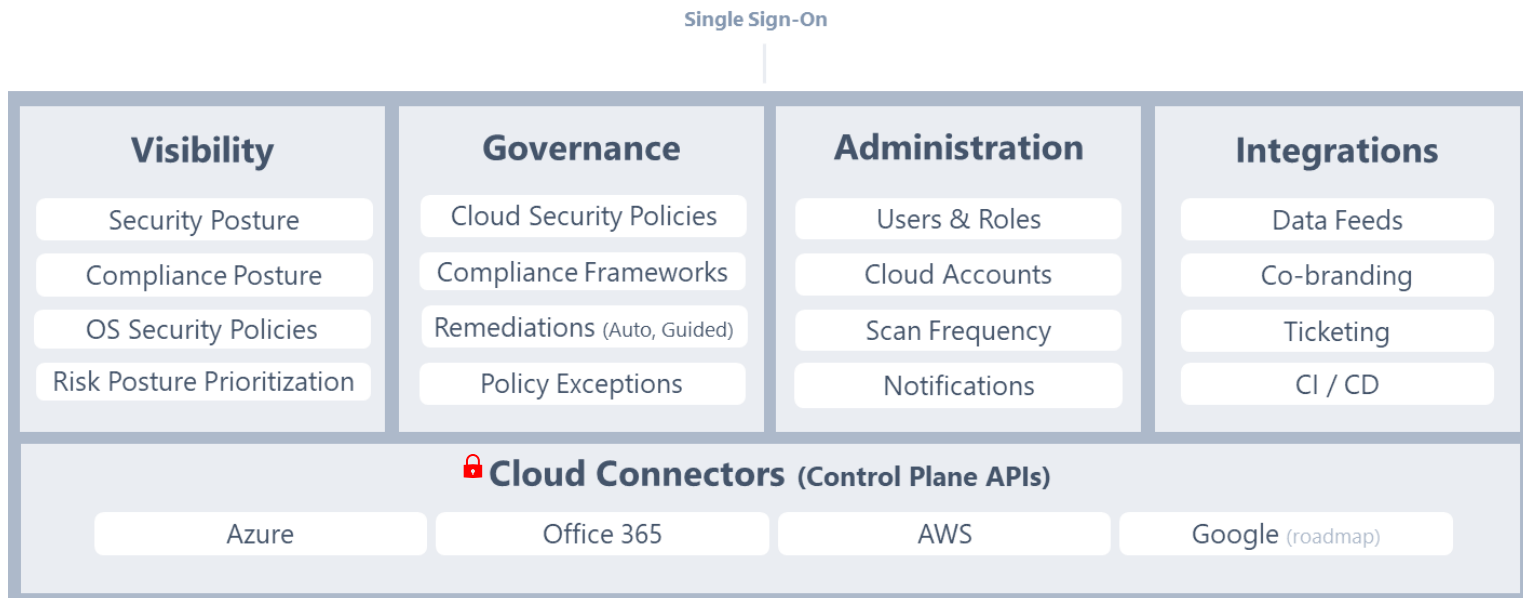 Single Sign-On
Visibility
Security Posture
Compliance Posture
OS Security Policies
Risk Posture Prioritization
Governance
Cloud Security Policies
Compliance Frameworks
Remediations (Auto, Guided)
Policy Exceptions
Administration
Users & Roles
Cloud Accounts
Scan Frequency
Notifications
Integrations
Data Feeds
Co-branding
Ticketing
CI / CD
Cloud Connectors (Control Plane APIs)
Azure
Office 365
AWS
Google (roadmap)